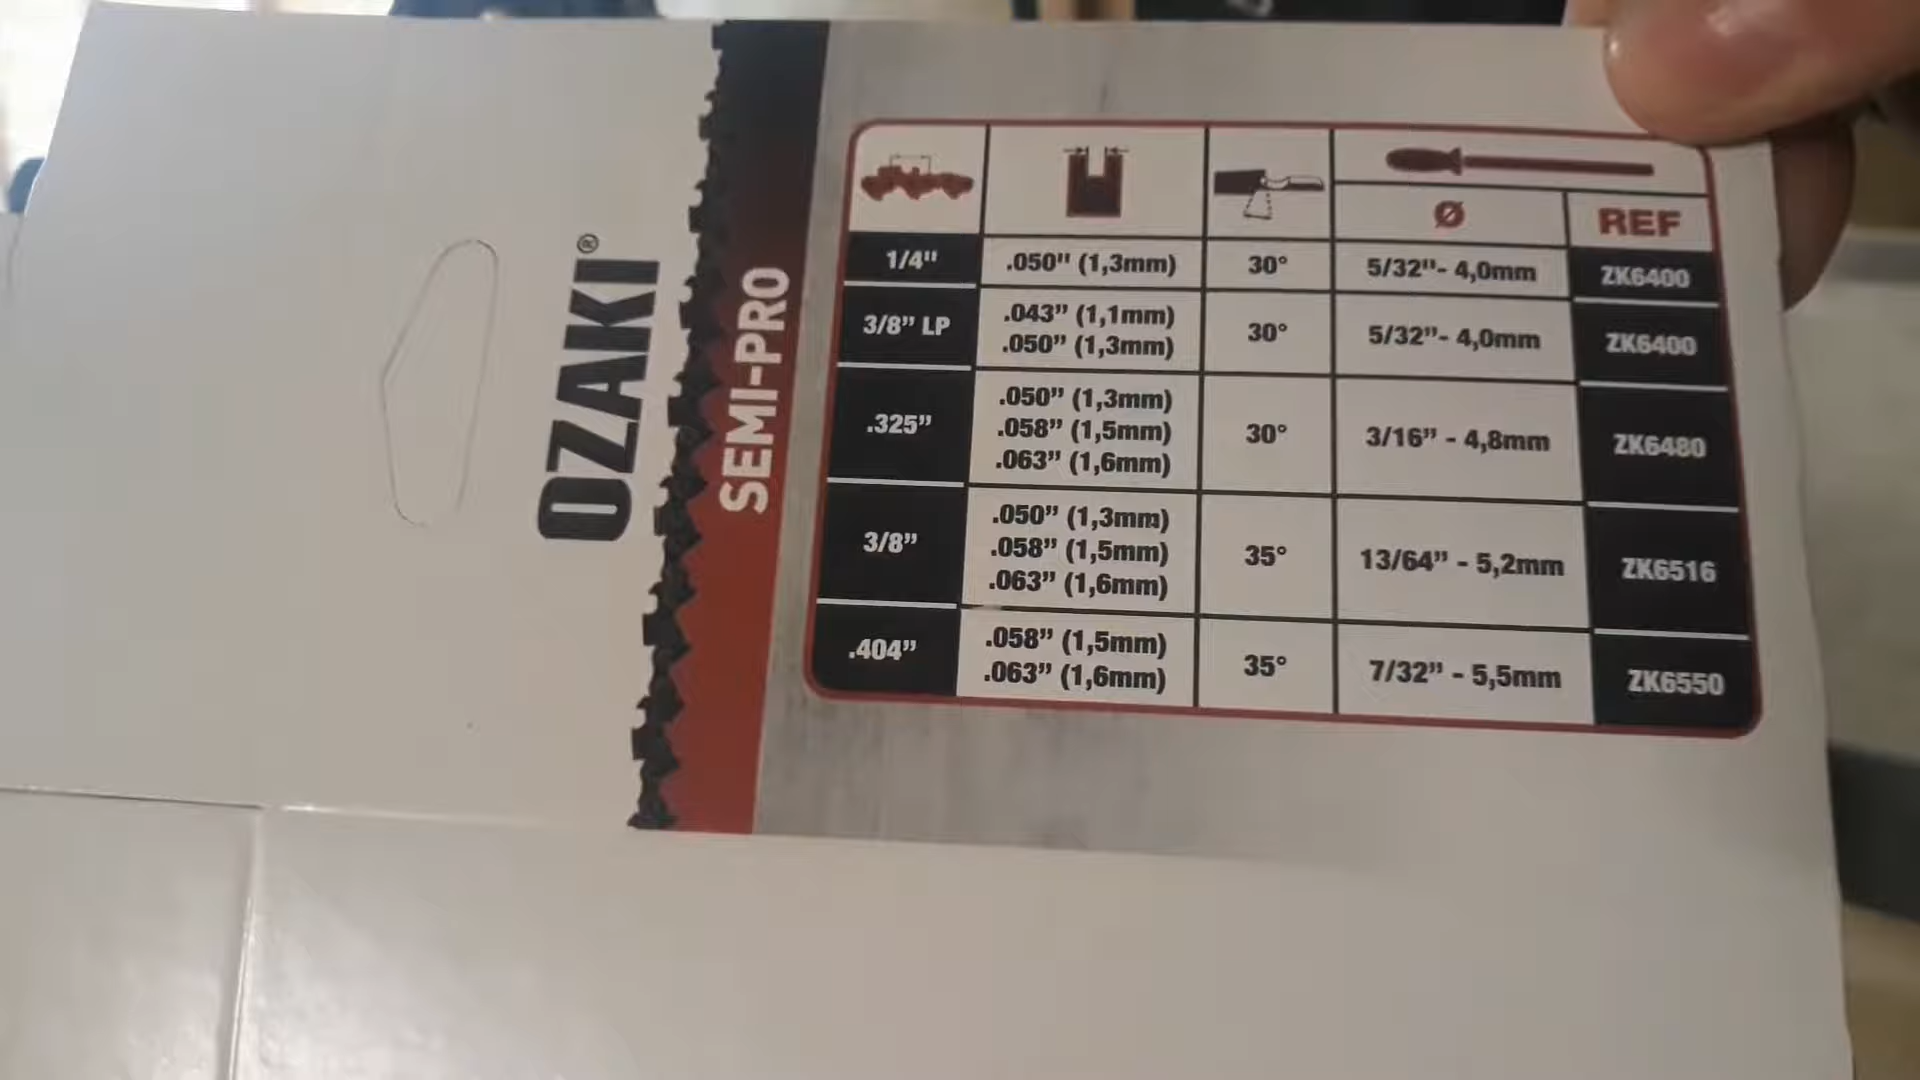 OZAKI®
SEMI-PRO
Ø REF
1/4" .050" (1,3mm) 30° 5/32"- 4,0mm ZK6400
3/8” LP .043” (1,1mm) 30° 5/32”- 4,0mm ZK6400
.050” (1,3mm)
.325” .050” (1,3mm) 30° 3/16” - 4,8mm ZK6480
.058” (1,5mm)
.063” (1,6mm)
3/8” .050” (1,3mm) 35° 13/64” - 5,2mm ZK6516
.058” (1,5mm)
.063” (1,6mm)
.404” .058” (1,5mm) 35° 7/32” - 5,5mm ZK6550
.063” (1,6mm)